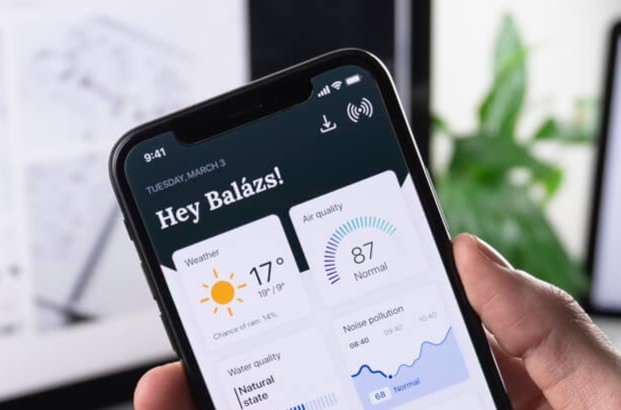 9:41
TUESDAY, MARCH 3
Hey Balázs!
Weather
17°
19° / 9°
Chance of rain: 14%
Air quality
87
Normal
Water quality
Natural
state
Noise pollution
08:40 09:40 10:40
68 Normal